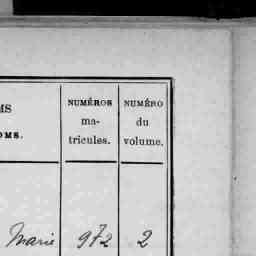 MS
OMS.
NUMÉROS
ma-
tricules.
NUMÉRO
du
volume.
Marie 972 2